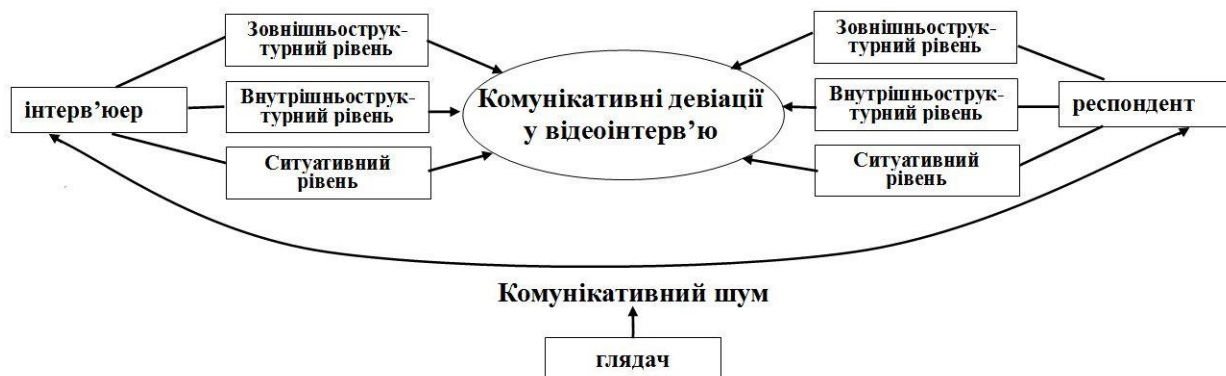 Зовнішньострук-
турний рівень
Внутрішньострук-
турний рівень
Ситуативний
рівень
інтерв’юер
Комунікативні девіації
у відеоінтерв’ю
Зовнішньострук-
турний рівень
Внутрішньострук-
турний рівень
Ситуативний
рівень
респондент
Комунікативний шум
глядач